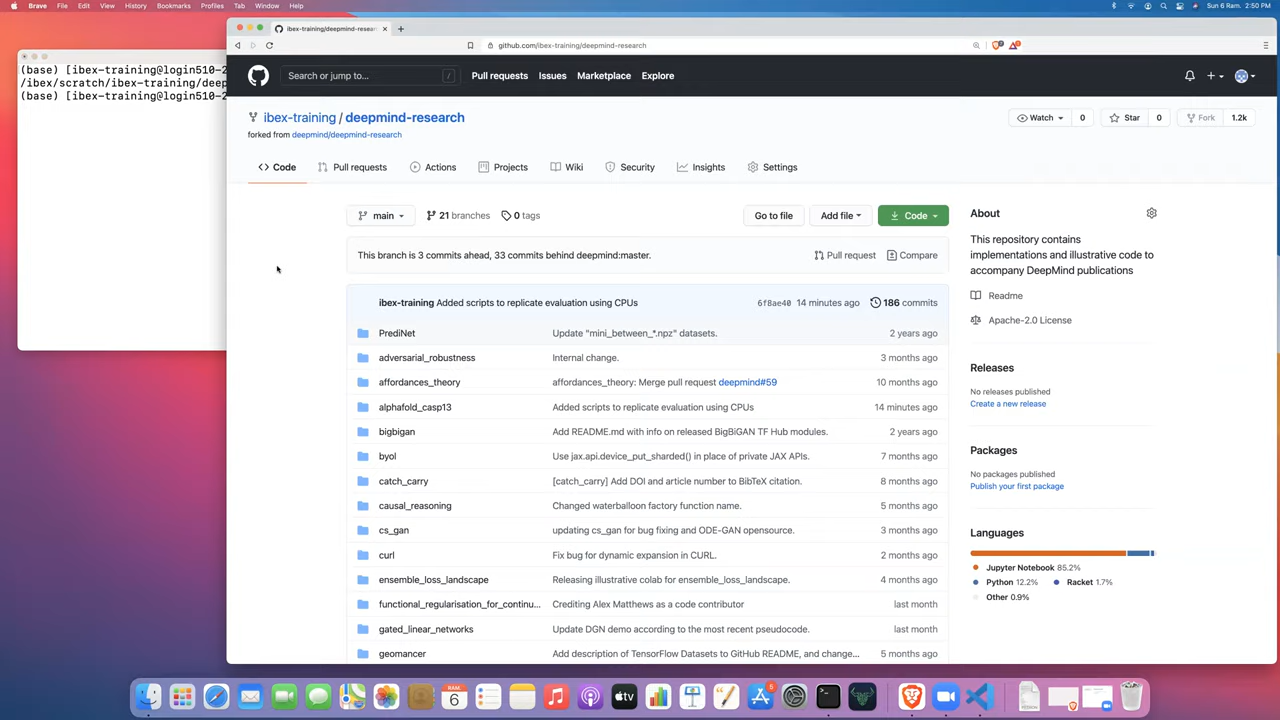 Brave File Edit View History Bookmarks Profiles Tab Window Help Sun 6 Ram. 2:50 PM
ibex-training/deepmind-resear
(base) [ibex-training@login510-2
/ibex/scratch/ibex-training/deep
(base) [ibex-training@login510-2
github.com/ibex-training/deepmind-research
Search or jump to... / Pull requests Issues Marketplace Explore
ibex-training / deepmind-research
forked from deepmind/deepmind-research
Watch 0 Star 0 Fork 1.2k
Code Pull requests Actions Projects Wiki Security Insights Settings
main 21 branches 0 tags Go to file Add file Code
This branch is 3 commits ahead, 33 commits behind deepmind:master. Pull request Compare
ibex-training Added scripts to replicate evaluation using CPUs 6f8ae40 14 minutes ago 186 commits
PrediNet Update "mini_between_*.npz" datasets. 2 years ago
adversarial_robustness Internal change. 3 months ago
affordances_theory affordances_theory: Merge pull request deepmind#59 10 months ago
alphafold_casp13 Added scripts to replicate evaluation using CPUs 14 minutes ago
bigbigan Add README.md with info on released BigBiGAN TF Hub modules. 2 years ago
byol Use jax.api.device_put_sharded() in place of private JAX APIs. 7 months ago
catch_carry [catch_carry] Add DOI and article number to BibTeX citation. 8 months ago
causal_reasoning Changed waterballoon factory function name. 5 months ago
cs_gan updating cs_gan for bug fixing and ODE-GAN opensource. 3 months ago
curl Fix bug for dynamic expansion in CURL. 2 months ago
ensemble_loss_landscape Releasing illustrative colab for ensemble_loss_landscape. 4 months ago
functional_regularisation_for_continu... Crediting Alex Matthews as a code contributor last month
gated_linear_networks Update DGN demo according to the most recent pseudocode. last month
geomancer Add description of TensorFlow Datasets to GitHub README, and change... 5 months ago
About
This repository contains
implementations and illustrative code to
accompany DeepMind publications
Readme
Apache-2.0 License
Releases
No releases published
Create a new release
Packages
No packages published
Publish your first package
Languages
Jupyter Notebook 85.2%
Python 12.2% Racket 1.7%
Other 0.9%
RAM.
6
tv
5